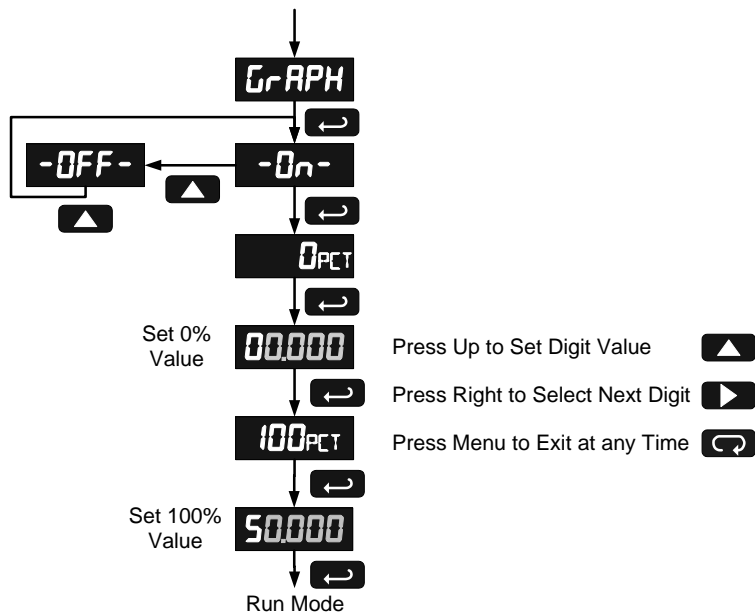 GrAPH
-OFF-
-On-
0PCT
Set 0%
Value
00.000
Press Up to Set Digit Value
Press Right to Select Next Digit
100PCT
Press Menu to Exit at any Time
Set 100%
Value
50.000
Run Mode